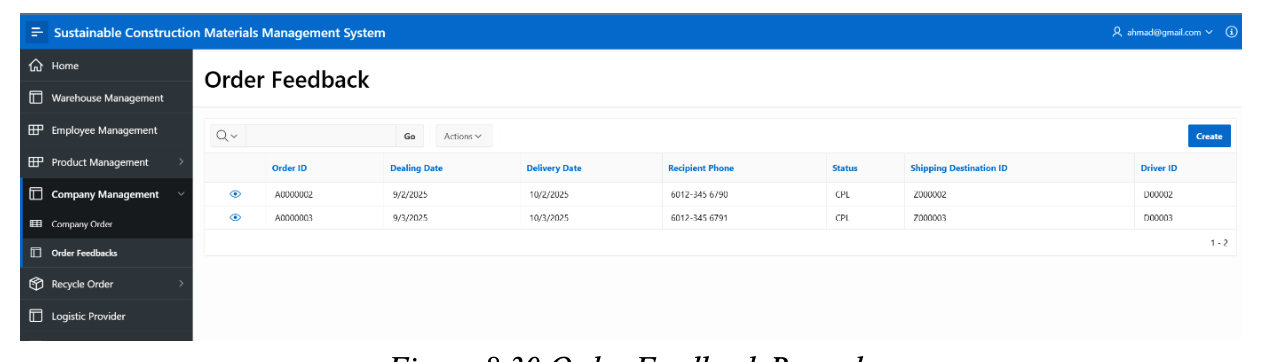 Sustainable Construction Materials Management System ahmad@gmail.com
Home
Order Feedback
Warehouse Management
Employee Management
Go Actions Create
Product Management
Order ID Dealing Date Delivery Date Recipient Phone Status Shipping Destination ID Driver ID
Company Management
A0000002 9/2/2025 10/2/2025 6012-345 6790 CPL Z000002 D00002
A0000003 9/3/2025 10/3/2025 6012-345 6791 CPL Z000003 D00003
Company Order
1 - 2
Order Feedbacks
Recycle Order
Logistic Provider